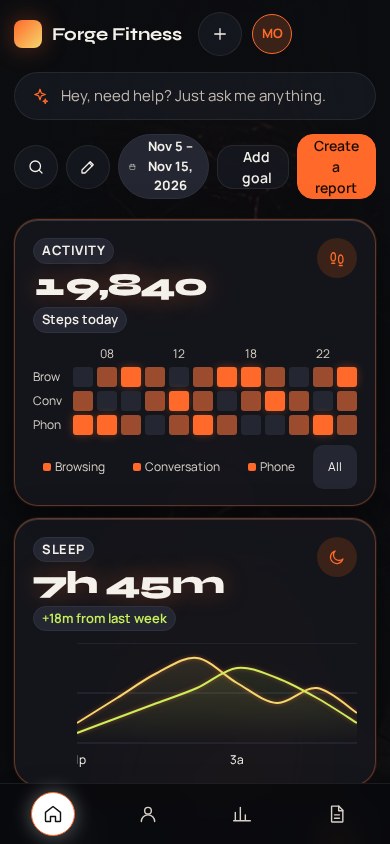 Forge Fitness
MO
Hey, need help? Just ask me anything.
Nov 5 –
Nov 15,
2026
Add
goal
Create
a
report
ACTIVITY
19,840
Steps today
08 12 18 22
Brow
Conv
Phon
Browsing Conversation Phone All
SLEEP
7h 45m
+18m from last week
3a